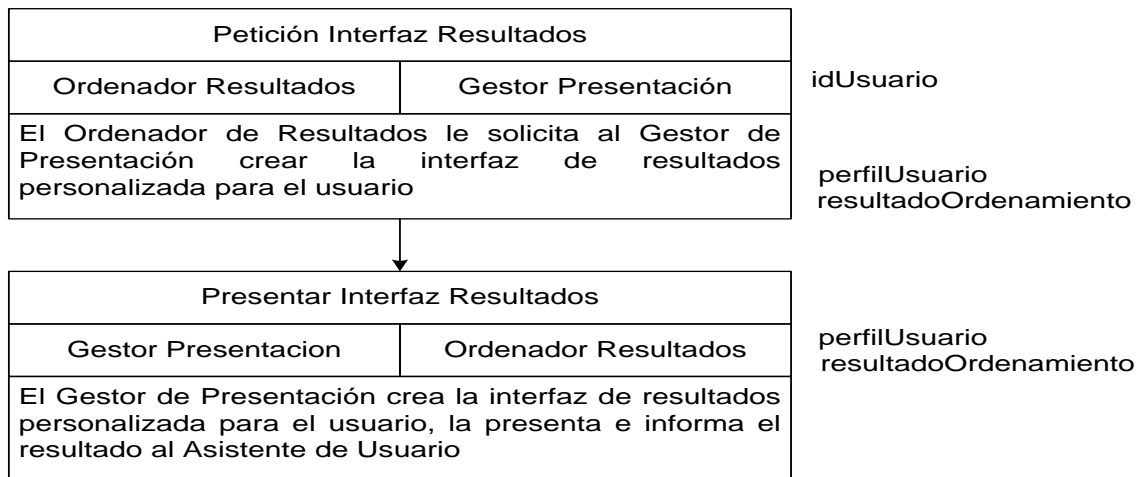 Petición Interfaz Resultados
Ordenador Resultados
Gestor Presentación
idUsuario
El Ordenador de Resultados le solicita al Gestor de
Presentación crear la interfaz de resultados
personalizada para el usuario
perfilUsuario
resultadoOrdenamiento
Presentar Interfaz Resultados
Gestor Presentacion
Ordenador Resultados
perfilUsuario
resultadoOrdenamiento
El Gestor de Presentación crea la interfaz de resultados
personalizada para el usuario, la presenta e informa el
resultado al Asistente de Usuario